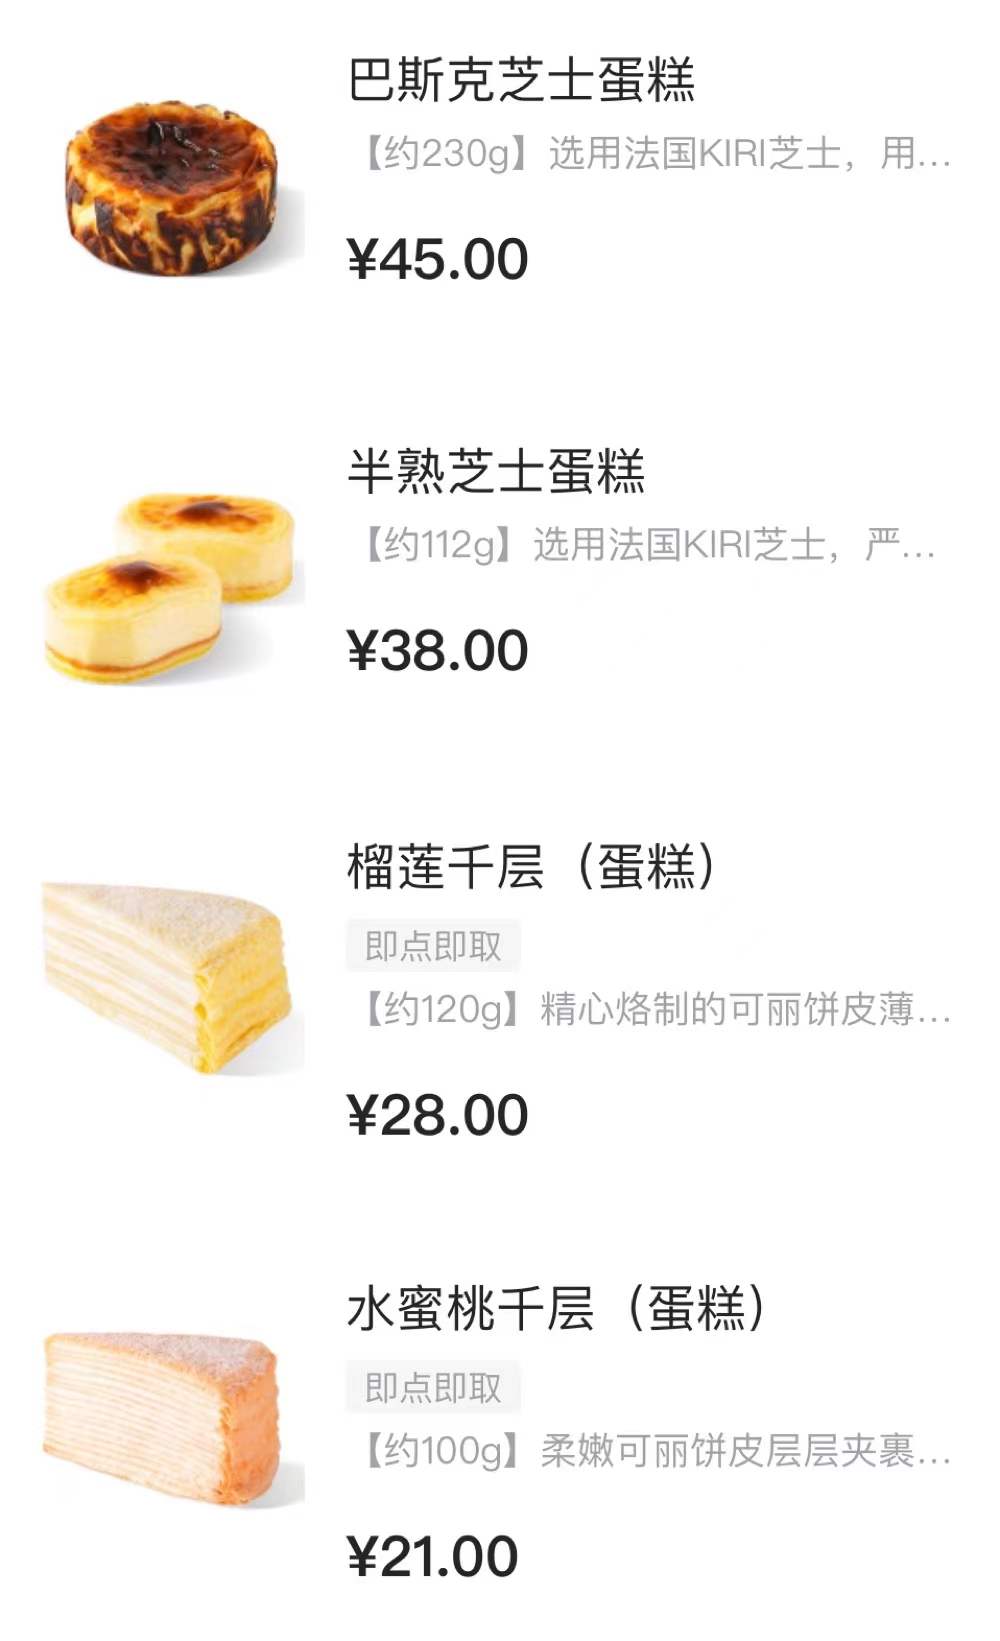 巴斯克芝士蛋糕
【约230g】选用法国KIRI芝士，用...
¥45.00
半熟芝士蛋糕
【约112g】选用法国KIRI芝士，严...
¥38.00
榴莲千层（蛋糕）
即点即取
【约120g】精心烙制的可丽饼皮薄...
¥28.00
水蜜桃千层（蛋糕）
即点即取
【约100g】柔嫩可丽饼皮层层夹裹...
¥21.00